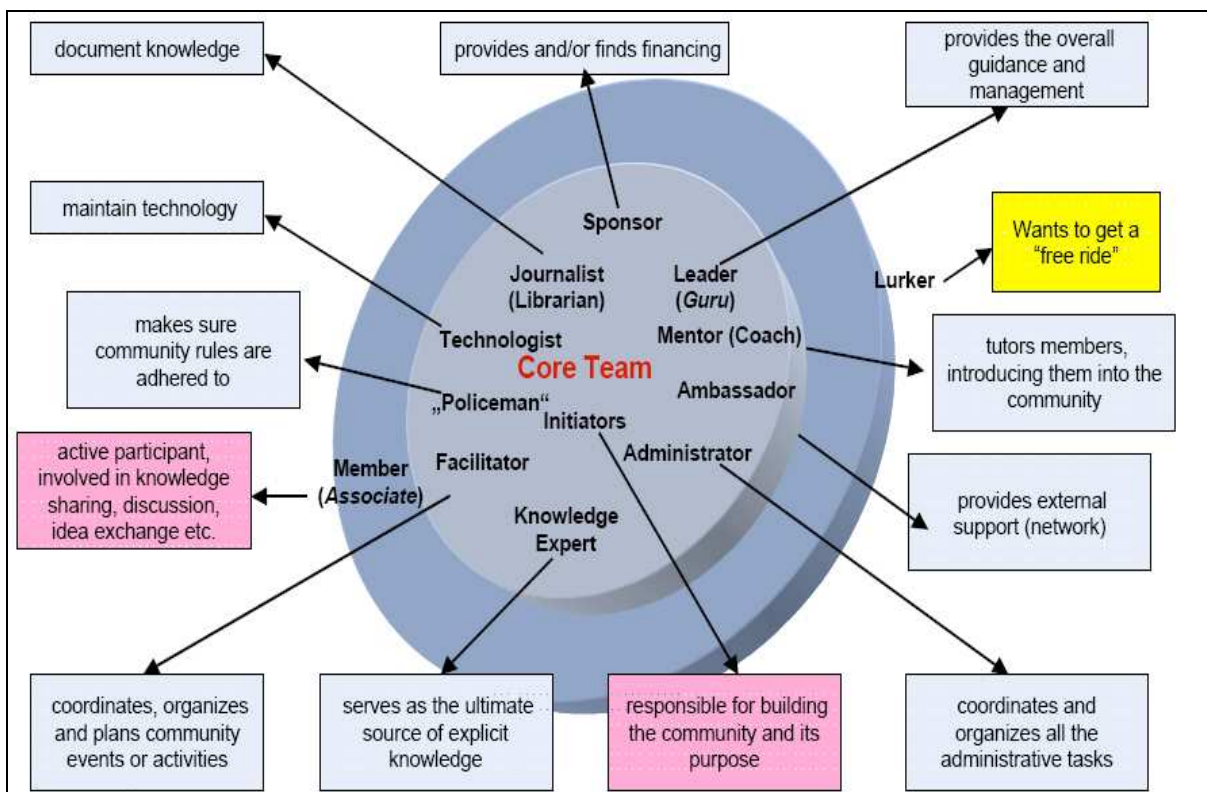 document knowledge
provides and/or finds financing
provides the overall
guidance and
management
maintain technology
Sponsor
Wants to get a
“free ride”
Journalist
(Librarian)
Leader
(Guru)
Lurker
makes sure
community rules are
adhered to
Technologist
Mentor (Coach)
Core Team
tutors members,
introducing them into the
community
„Policeman“
Initiators
Ambassador
active participant,
involved in knowledge
sharing, discussion,
idea exchange etc.
Member
(Associate)
Facilitator
Administrator
provides external
support (network)
Knowledge
Expert
coordinates, organizes
and plans community
events or activities
serves as the ultimate
source of explicit
knowledge
responsible for building
the community and its
purpose
coordinates and
organizes all the
administrative tasks